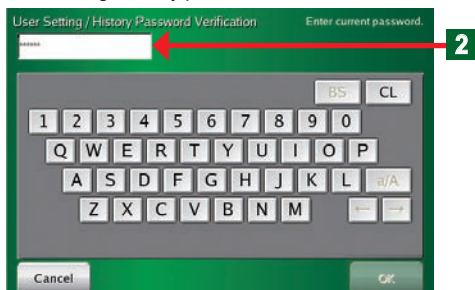 User Setting / History Password Verification Enter current password.
******
2
BS CL
1 2 3 4 5 6 7 8 9 0
Q W E R T Y U I O P
A S D F G H J K L a/A
Z X C V B N M ← →
Cancel OK